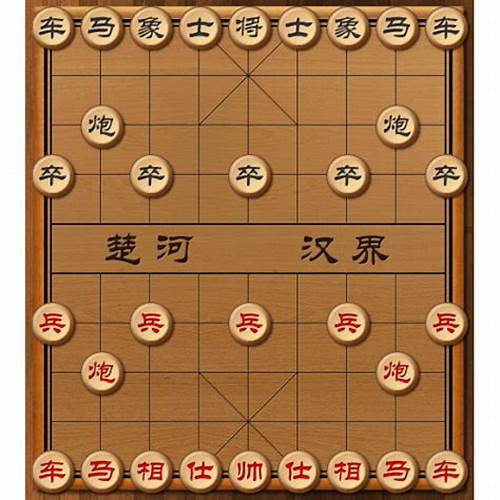 车马象士将士象马车
炮炮
卒卒卒卒卒
楚河 汉界
兵兵兵兵兵
炮炮
车马相仕帅仕相马车